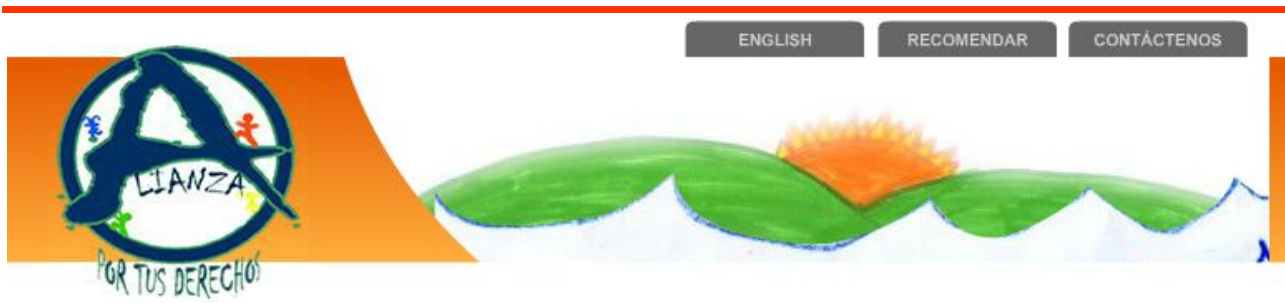 ENGLISH
RECOMENDAR
CONTÁCTENOS
ALIANZA
POR TUS DERECHOS